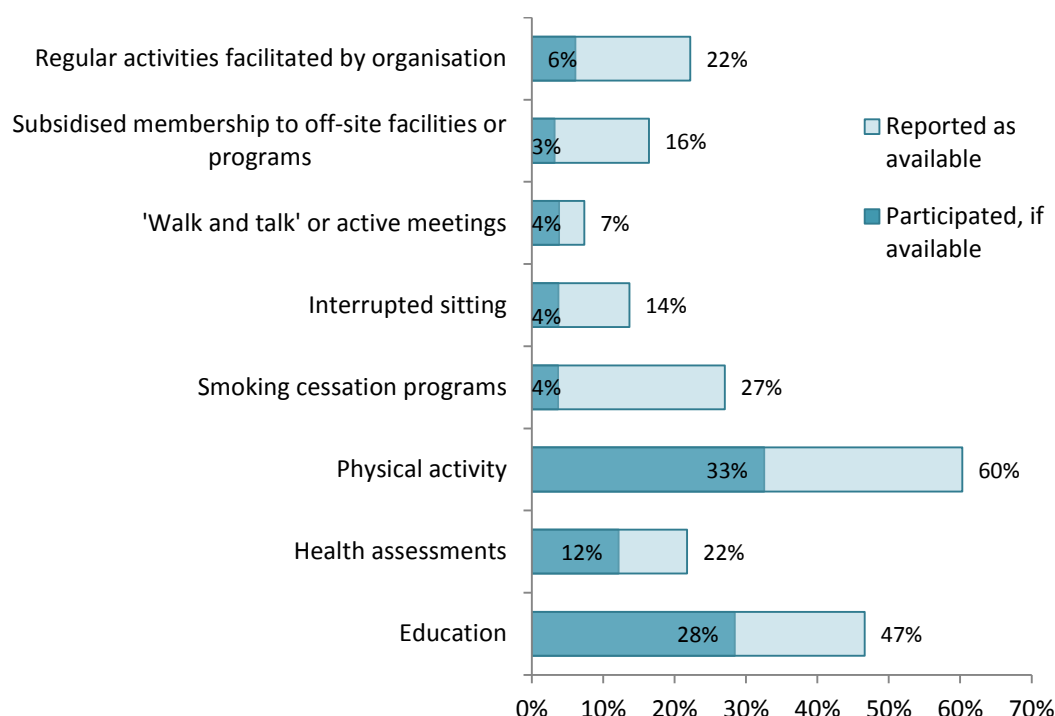 Regular activities facilitated by organisation
6%
22%
Subsidised membership to off-site facilities or
programs
3%
16%
Reported as
available
'Walk and talk' or active meetings
4%
7%
Participated, if
available
Interrupted sitting
4%
14%
Smoking cessation programs
4%
27%
Physical activity
33%
60%
Health assessments
12%
22%
Education
28%
47%
0% 10% 20% 30% 40% 50% 60% 70%